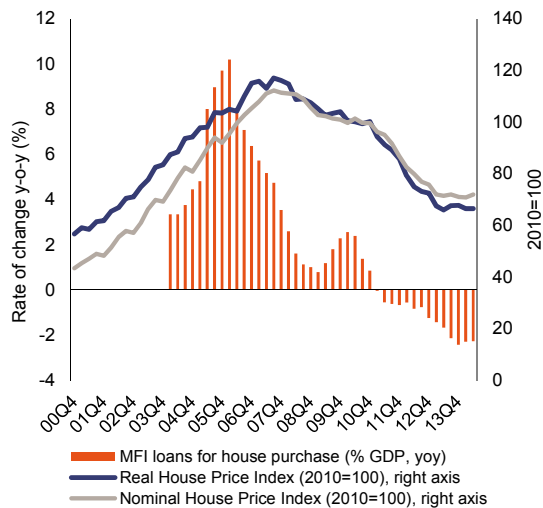 12
10
8
6
4
2
0
-2
-4
Rate of change y-o-y (%)
140
120
100
80
60
40
20
0
2010=100
00Q4
01Q4
02Q4
03Q4
04Q4
05Q4
06Q4
07Q4
08Q4
09Q4
10Q4
11Q4
12Q4
13Q4
MFI loans for house purchase (% GDP, yoy)
Real House Price Index (2010=100), right axis
Nominal House Price Index (2010=100), right axis